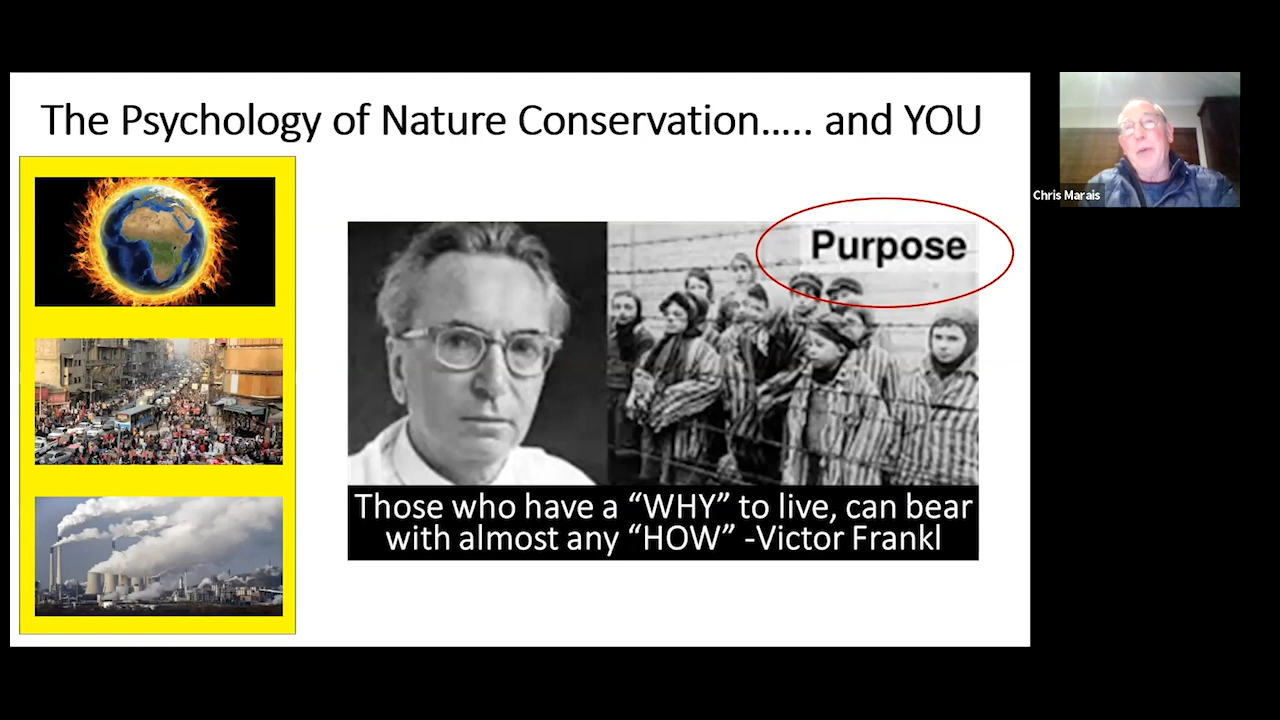 The Psychology of Nature Conservation….. and YOU
Chris Marais
Purpose
Those who have a “WHY” to live, can bear
with almost any “HOW” -Victor Frankl